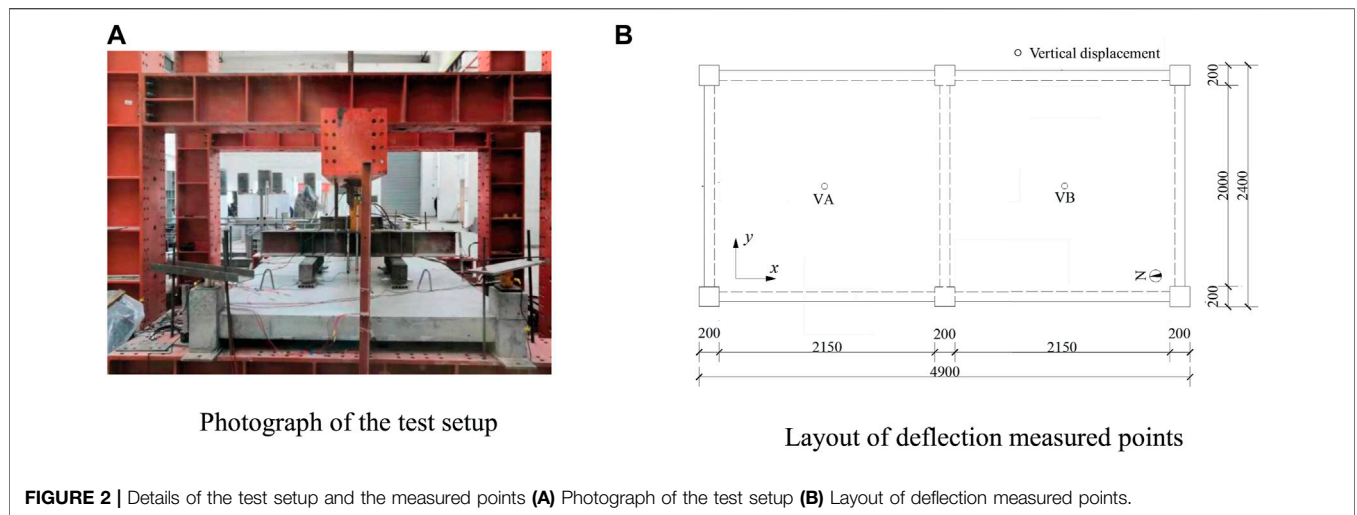 A
B
Vertical displacement
VA
VB
y
x
N
200
2000
2400
200
200
200
200
2150
2150
4900
Photograph of the test setup
Layout of deflection measured points
FIGURE 2 | Details of the test setup and the measured points (A) Photograph of the test setup (B) Layout of deflection measured points.